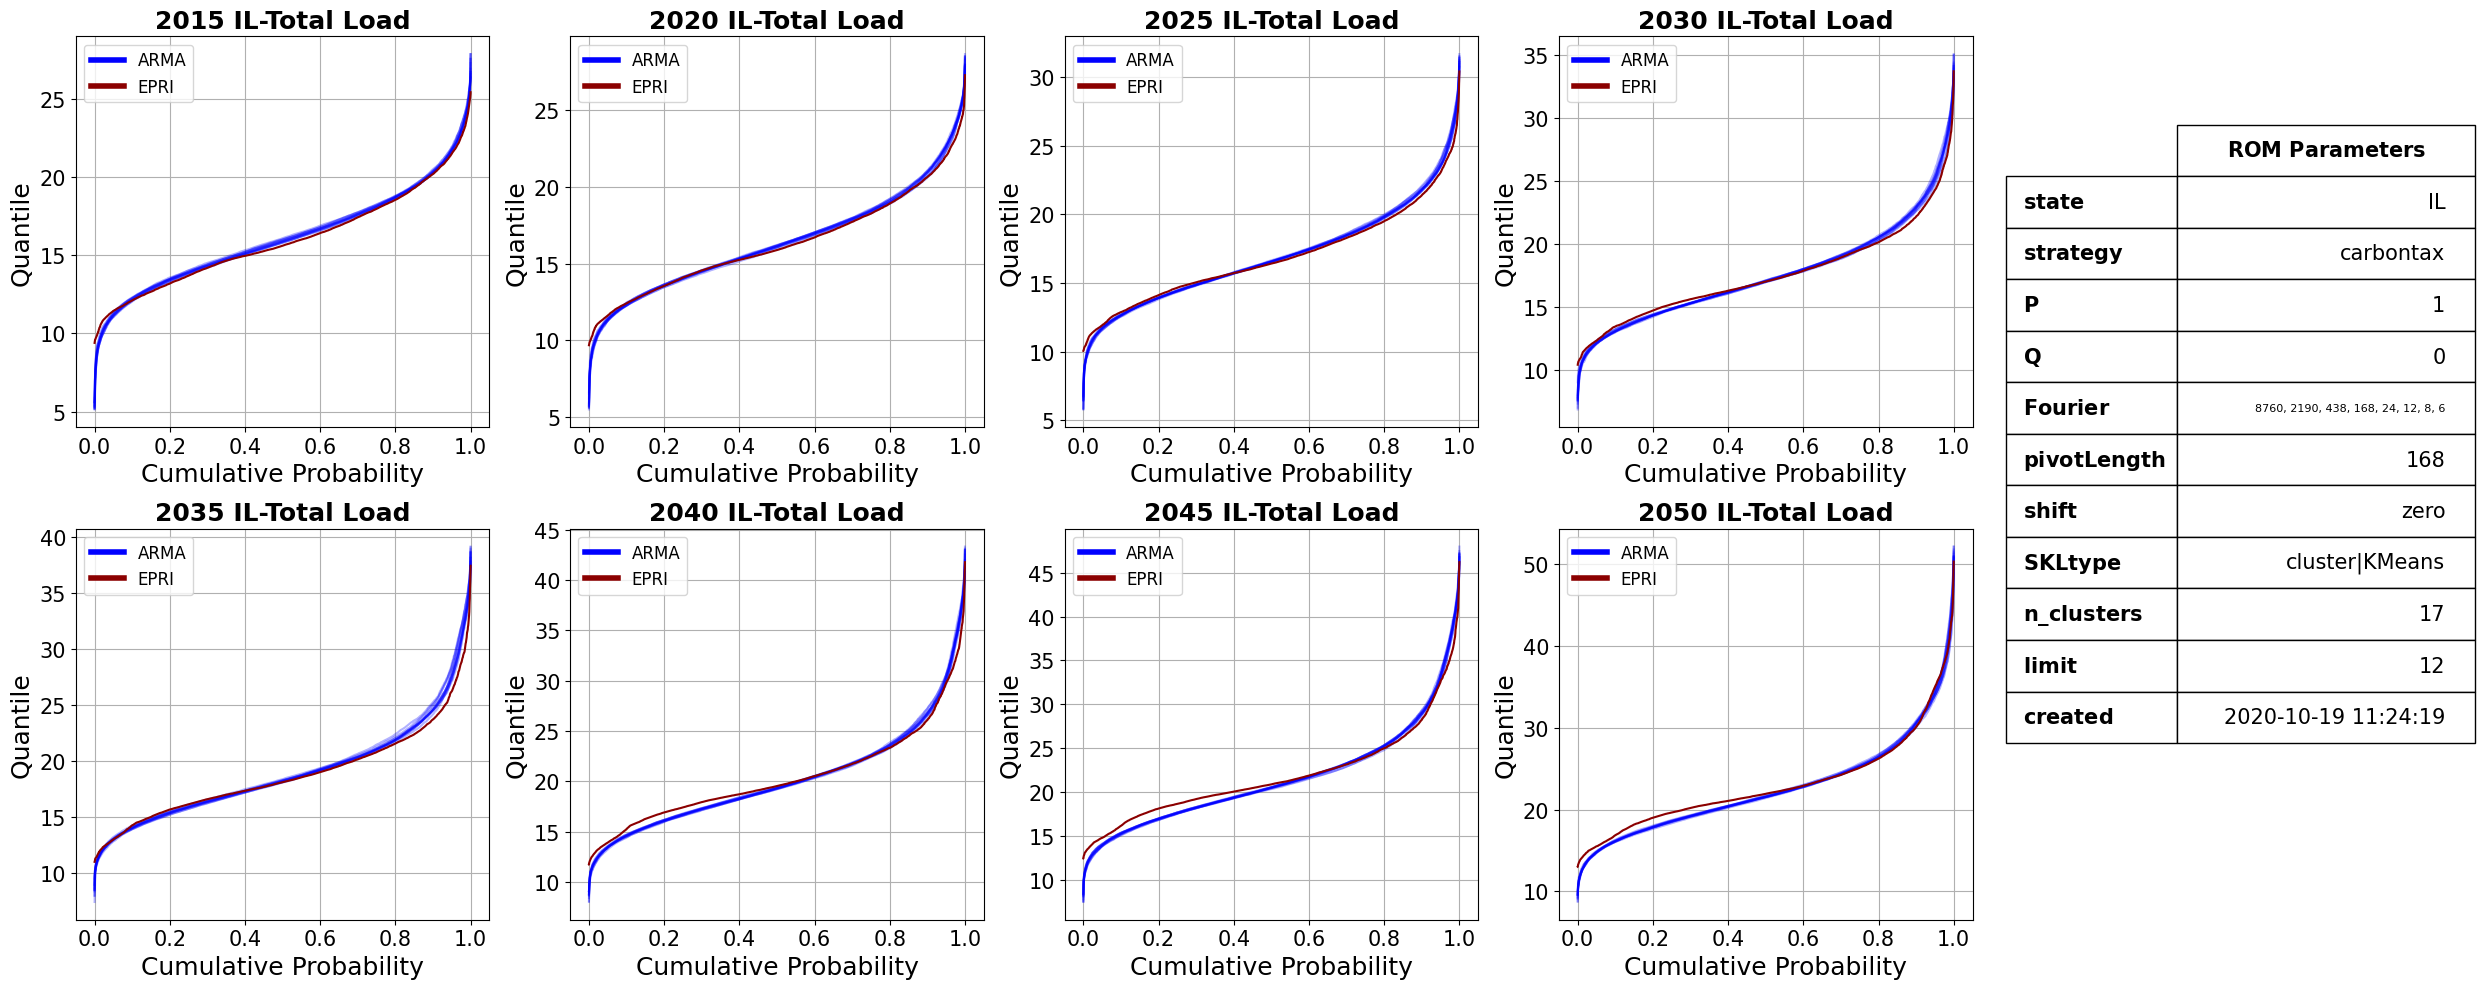 2015 IL-Total Load
ARMA
EPRI
25
20
15
10
5
Quantile
0.0 0.2 0.4 0.6 0.8 1.0
Cumulative Probability
2020 IL-Total Load
ARMA
EPRI
25
20
15
10
5
Quantile
0.0 0.2 0.4 0.6 0.8 1.0
Cumulative Probability
2025 IL-Total Load
ARMA
EPRI
30
25
20
15
10
5
Quantile
0.0 0.2 0.4 0.6 0.8 1.0
Cumulative Probability
2030 IL-Total Load
ARMA
EPRI
35
30
25
20
15
10
Quantile
0.0 0.2 0.4 0.6 0.8 1.0
Cumulative Probability
2035 IL-Total Load
ARMA
EPRI
40
35
30
25
20
15
10
Quantile
0.0 0.2 0.4 0.6 0.8 1.0
Cumulative Probability
2040 IL-Total Load
ARMA
EPRI
45
40
35
30
25
20
15
10
Quantile
0.0 0.2 0.4 0.6 0.8 1.0
Cumulative Probability
2045 IL-Total Load
ARMA
EPRI
45
40
35
30
25
20
15
10
Quantile
0.0 0.2 0.4 0.6 0.8 1.0
Cumulative Probability
2050 IL-Total Load
ARMA
EPRI
50
40
30
20
10
Quantile
0.0 0.2 0.4 0.6 0.8 1.0
Cumulative Probability
ROM Parameters
state IL
strategy carbontax
P 1
Q 0
Fourier 8760, 2190, 438, 168, 24, 12, 8, 6
pivotLength 168
shift zero
SKLtype cluster|KMeans
n_clusters 17
limit 12
created 2020-10-19 11:24:19